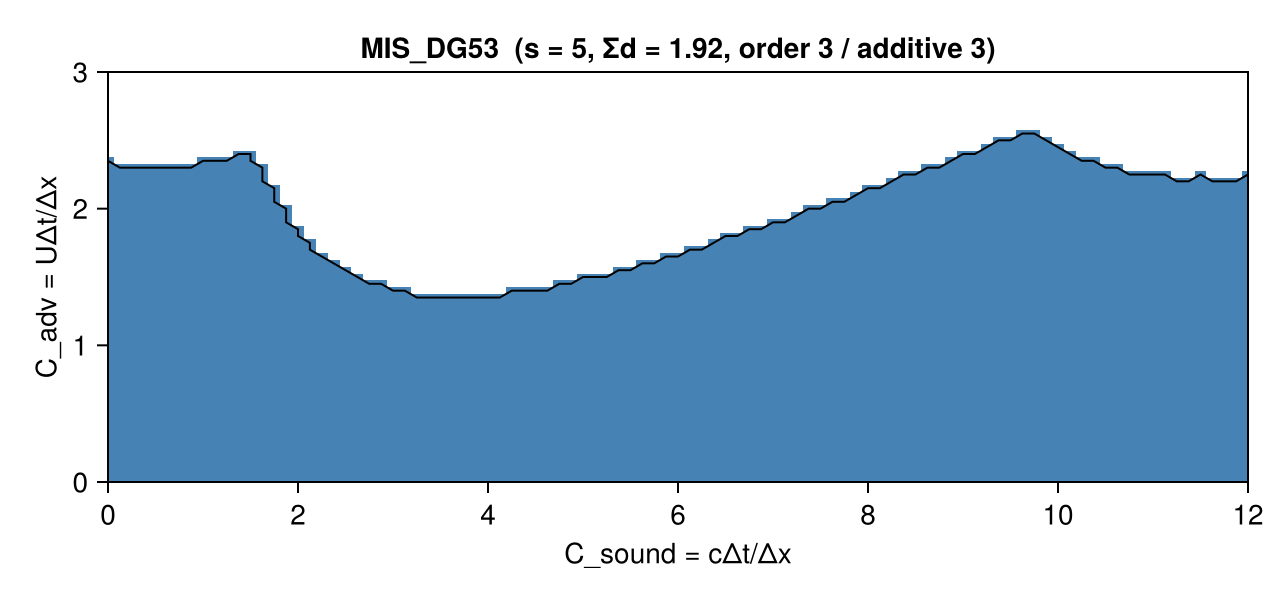 MIS_DG53 (s = 5, Σd = 1.92, order 3 / additive 3)
3
2
1
0
C_adv = UΔt/Δx
0 2 4 6 8 10 12
C_sound = cΔt/Δx